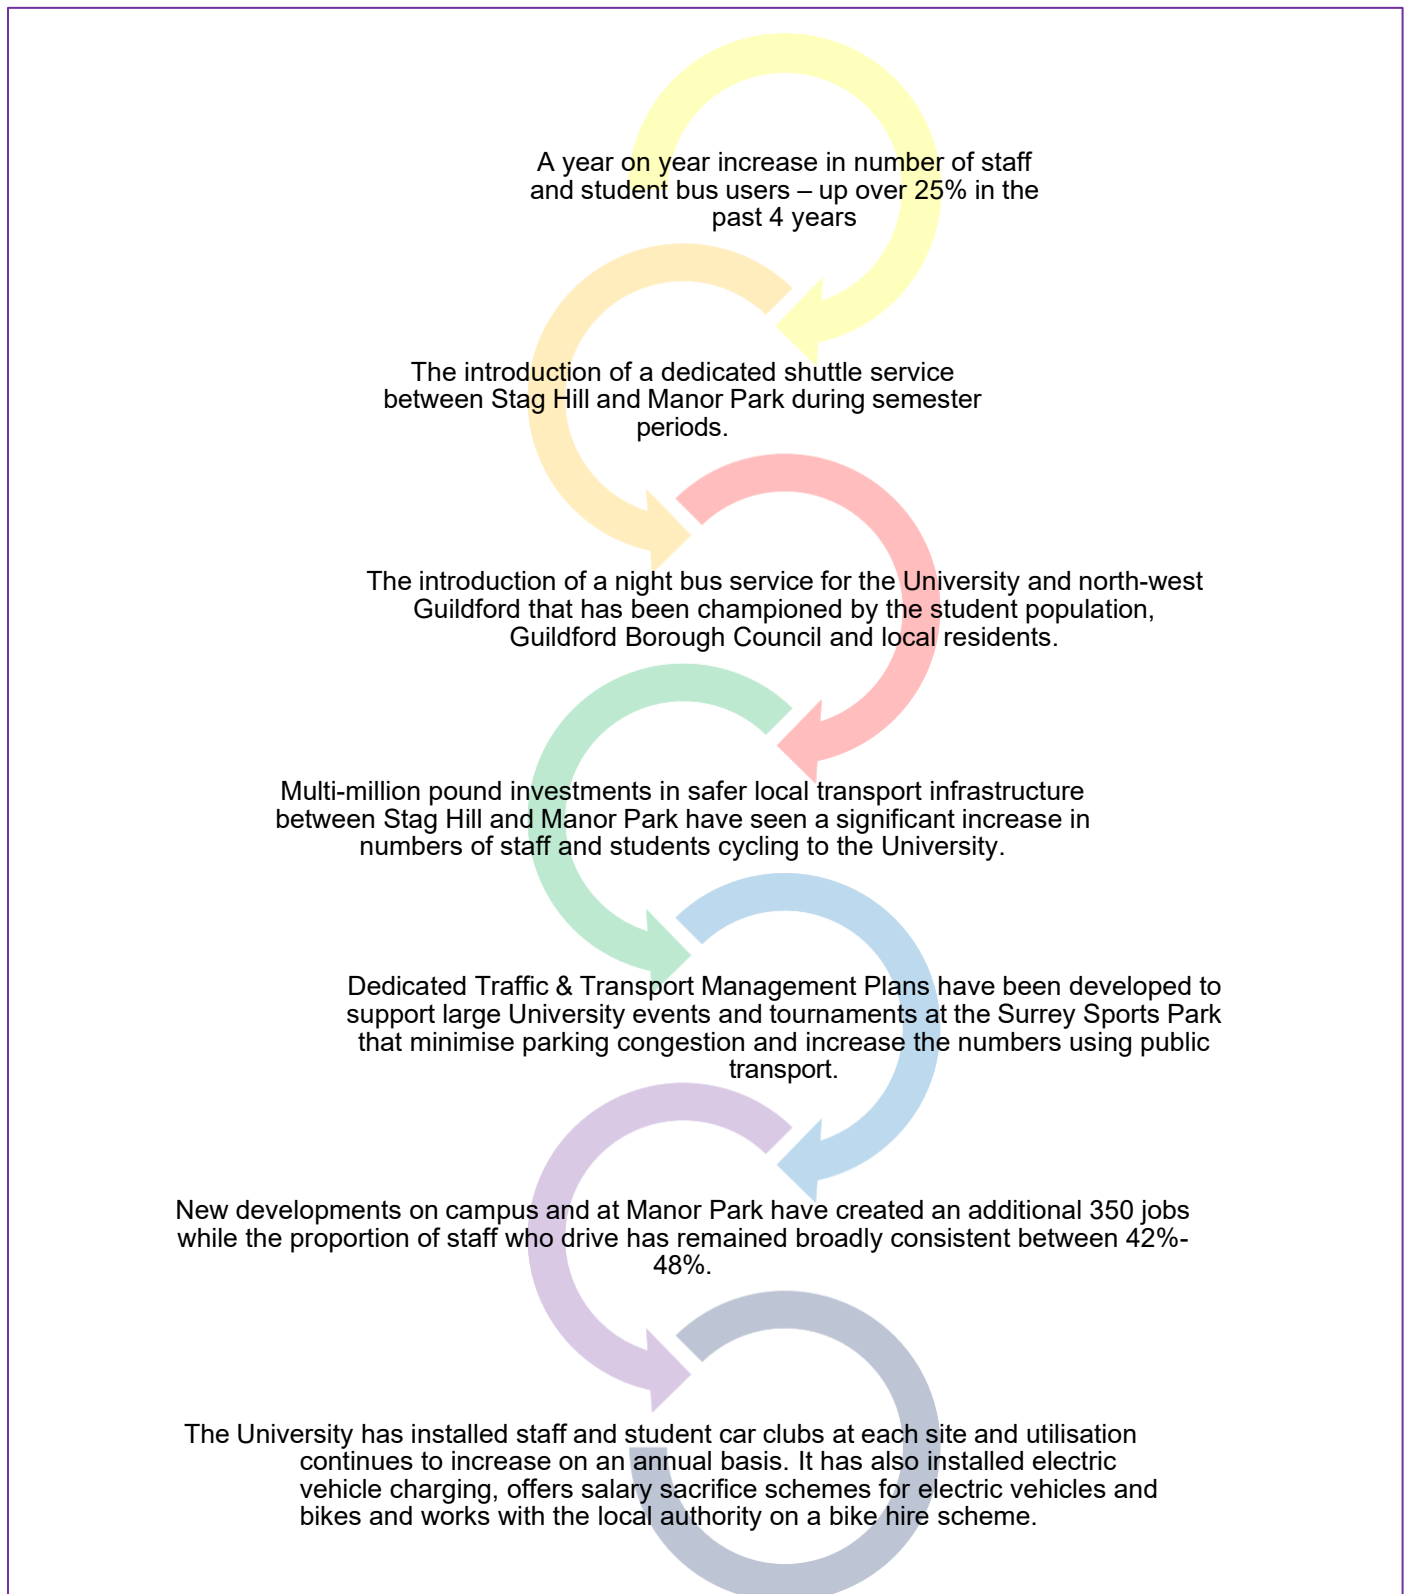 A year on year increase in number of staff
and student bus users – up over 25% in the
past 4 years
The introduction of a dedicated shuttle service
between Stag Hill and Manor Park during semester
periods.
The introduction of a night bus service for the University and north-west
Guildford that has been championed by the student population,
Guildford Borough Council and local residents.
Multi-million pound investments in safer local transport infrastructure
between Stag Hill and Manor Park have seen a significant increase in
numbers of staff and students cycling to the University.
Dedicated Traffic & Transport Management Plans have been developed to
support large University events and tournaments at the Surrey Sports Park
that minimise parking congestion and increase the numbers using public
transport.
New developments on campus and at Manor Park have created an additional 350 jobs
while the proportion of staff who drive has remained broadly consistent between 42%-
48%.
The University has installed staff and student car clubs at each site and utilisation
continues to increase on an annual basis. It has also installed electric
vehicle charging, offers salary sacrifice schemes for electric vehicles and
bikes and works with the local authority on a bike hire scheme.